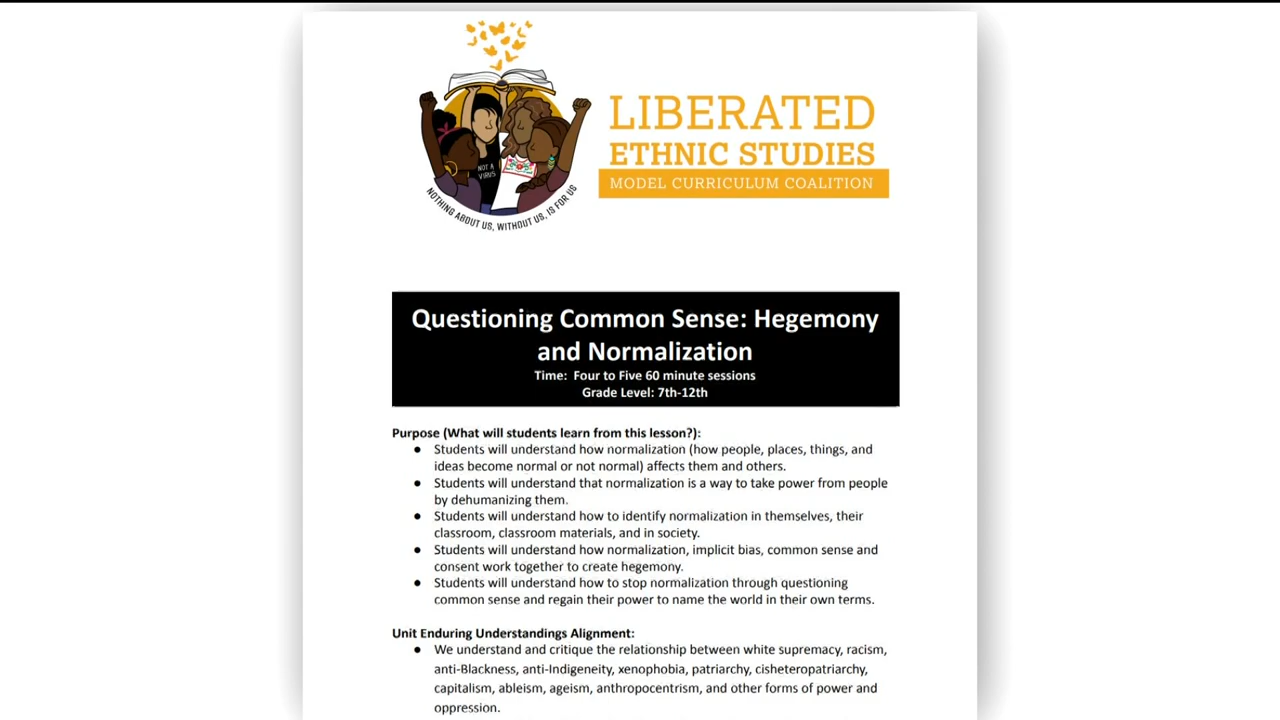 LIBERATED
ETHNIC STUDIES
MODEL CURRICULUM COALITION
NOT A
VIRUS
NOTHING ABOUT US, WITHOUT US, IS FOR US
Questioning Common Sense: Hegemony
and Normalization
Time: Four to Five 60 minute sessions
Grade Level: 7th-12th
Purpose (What will students learn from this lesson?):
● Students will understand how normalization (how people, places, things, and
ideas become normal or not normal) affects them and others.
● Students will understand that normalization is a way to take power from people
by dehumanizing them.
● Students will understand how to identify normalization in themselves, their
classroom, classroom materials, and in society.
● Students will understand how normalization, implicit bias, common sense and
consent work together to create hegemony.
● Students will understand how to stop normalization through questioning
common sense and regain their power to name the world in their own terms.
Unit Enduring Understandings Alignment:
● We understand and critique the relationship between white supremacy, racism,
anti-Blackness, anti-Indigeneity, xenophobia, patriarchy, cisheteropatriarchy,
capitalism, ableism, ageism, anthropocentrism, and other forms of power and
oppression.